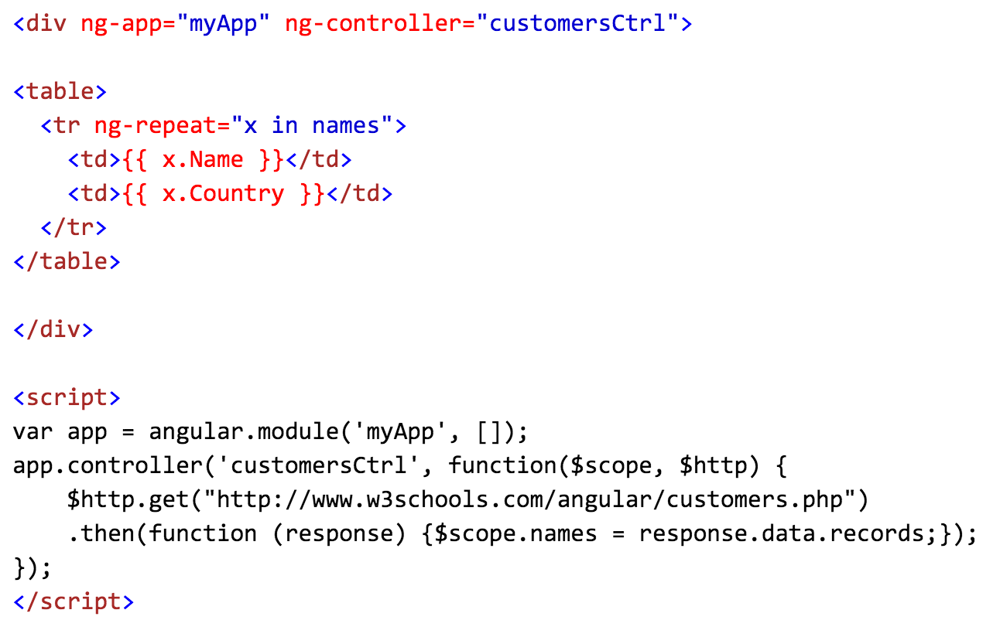 <div ng-app="myApp" ng-controller="customersCtrl">
<table>
<tr ng-repeat="x in names">
<td>{{ x.Name }}</td>
<td>{{ x.Country }}</td>
</tr>
</table>
</div>
<script>
var app = angular.module('myApp', []);
app.controller('customersCtrl', function($scope, $http) {
$http.get("http://www.w3schools.com/angular/customers.php")
.then(function (response) {$scope.names = response.data.records;});
});
</script>